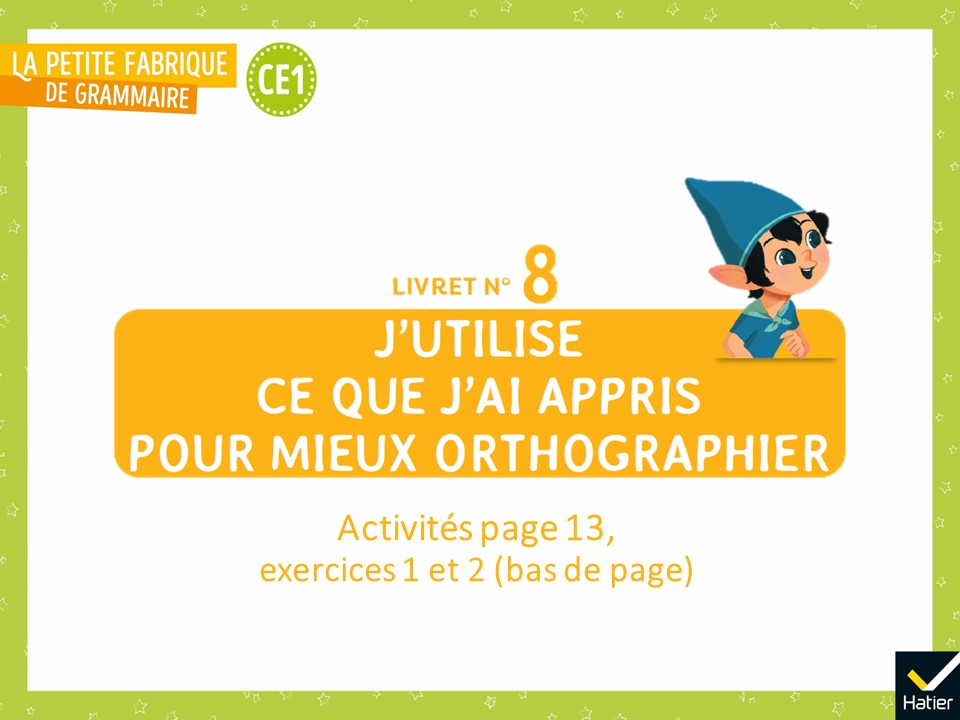 LA PETITE FABRIQUE
DE GRAMMAIRE
CE1
LIVRET N° 8
J'UTILISE
CE QUE J'AI APPRIS
POUR MIEUX ORTHOGRAPHIER
Activités page 13,
exercices 1 et 2 (bas de page)
Hatier